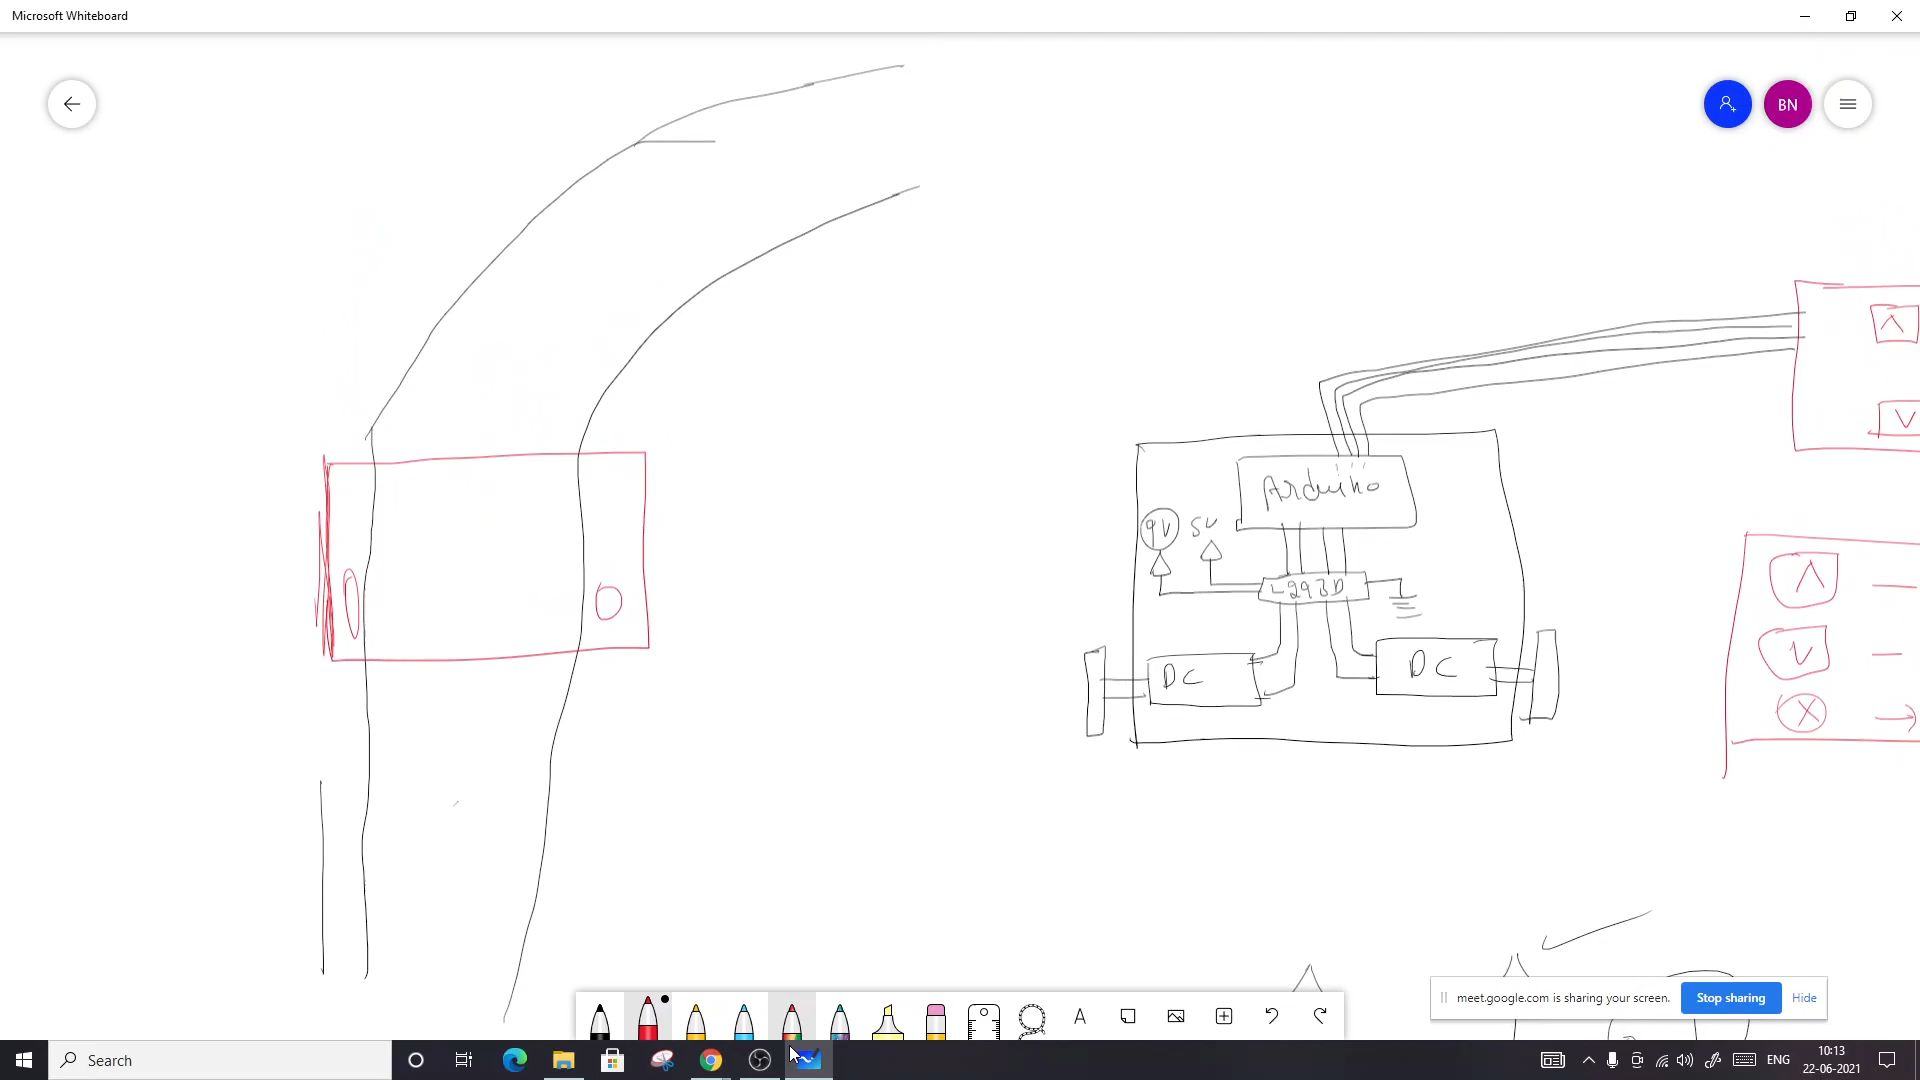 Microsoft Whiteboard
BN
Arduino
9V 5V
L293D
DC
DC
X
A
meet.google.com is sharing your screen.
Stop sharing
Hide
Search
ENG
10:13
22-06-2021